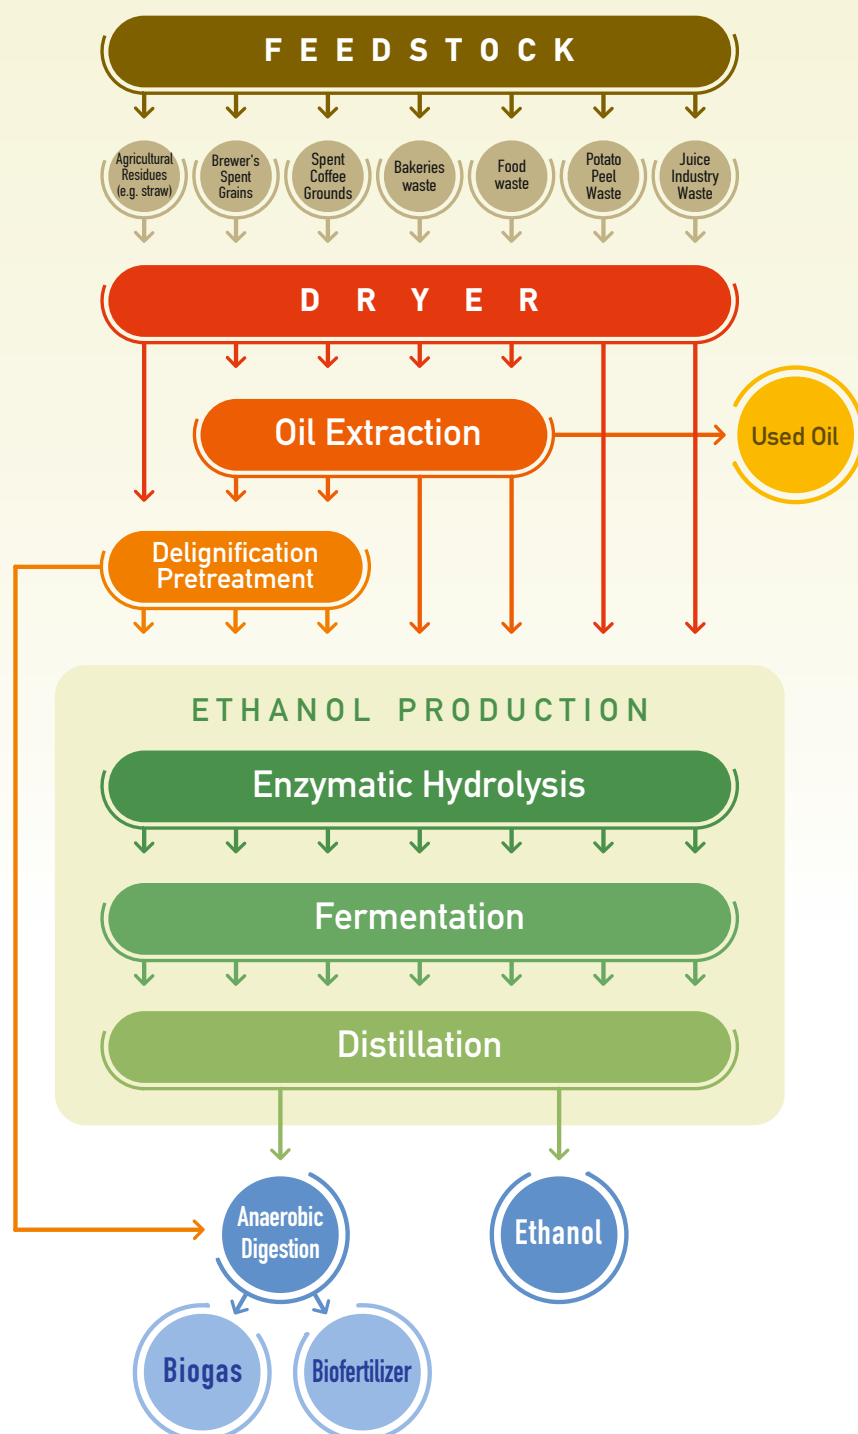 FEEDSTOCK
Agricultural
Residues
(e.g. straw)
Brewer's
Spent
Grains
Spent
Coffee
Grounds
Bakeries
waste
Food
waste
Potato
Peel
Waste
Juice
Industry
Waste
DRYER
Oil Extraction
Used Oil
Delignification
Pretreatment
ETHANOL PRODUCTION
Enzymatic Hydrolysis
Fermentation
Distillation
Anaerobic
Digestion
Ethanol
Biogas
Biofertilizer